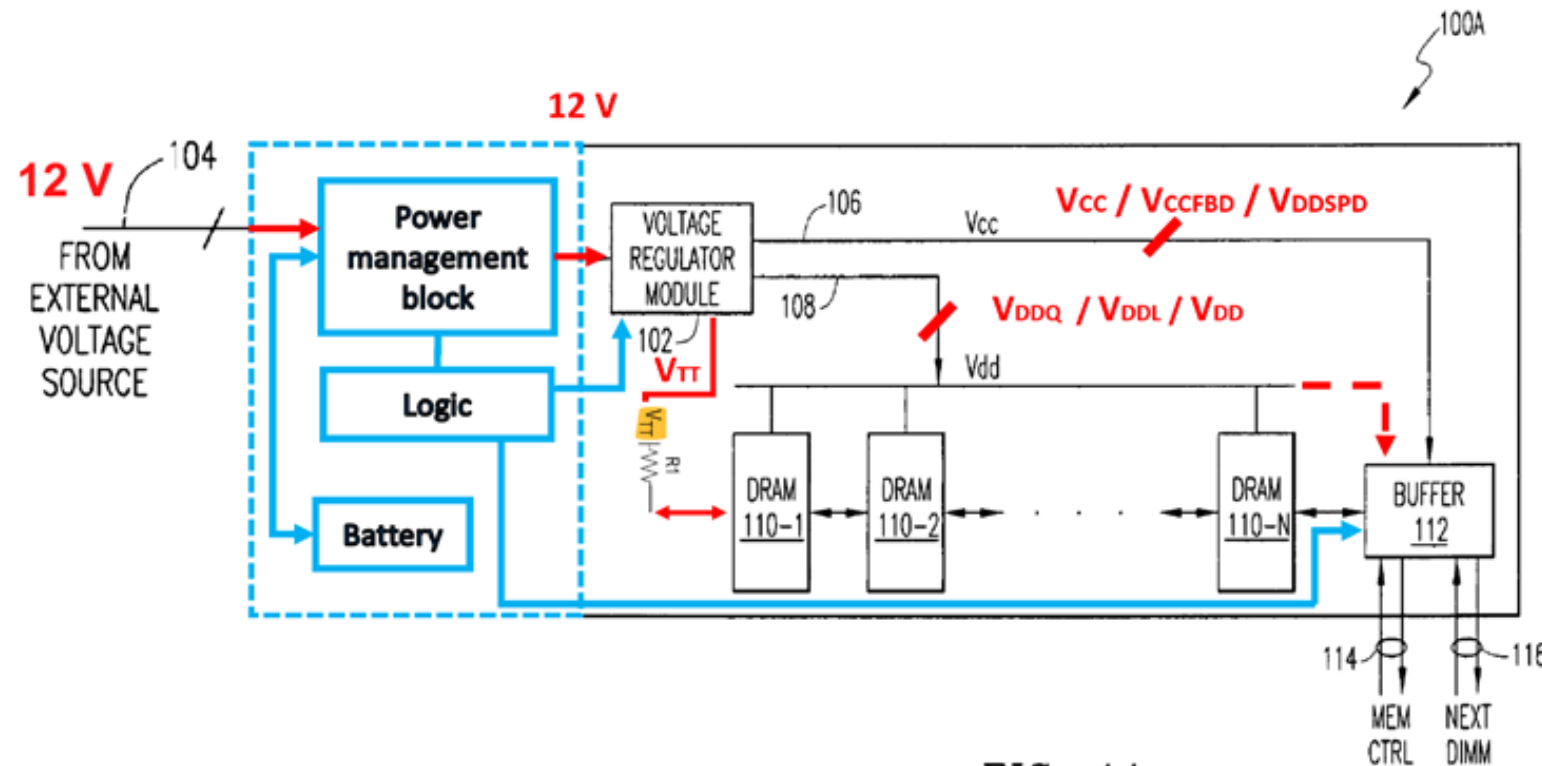 100A
12 V
104
12 V
FROM
EXTERNAL
VOLTAGE
SOURCE
Power
management
block
Logic
Battery
VOLTAGE
REGULATOR
MODULE
102
106
Vcc
VCC / VCCFBD / VDDSPD
108
VDDQ / VDDL / VDD
Vdd
VTT
VTT
R1
DRAM
110-1
DRAM
110-2
. . . .
DRAM
110-N
BUFFER
112
114
116
MEM
CTRL
NEXT
DIMM